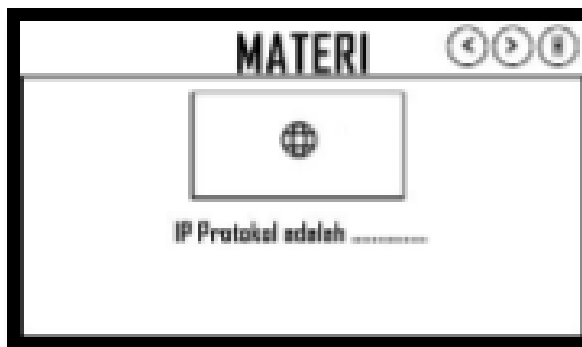 MATERI
< >
IP Protokol adalah ............